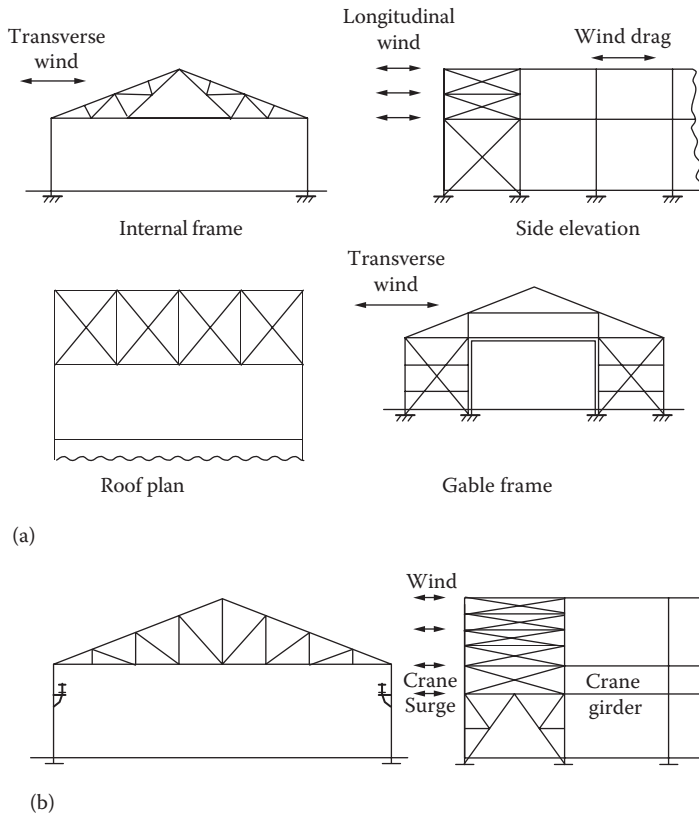 Transverse
wind
Longitudinal
wind
Wind drag
Internal frame
Side elevation
Transverse
wind
Roof plan
Gable frame
(a)
Wind
Crane
Surge
Crane
girder
(b)